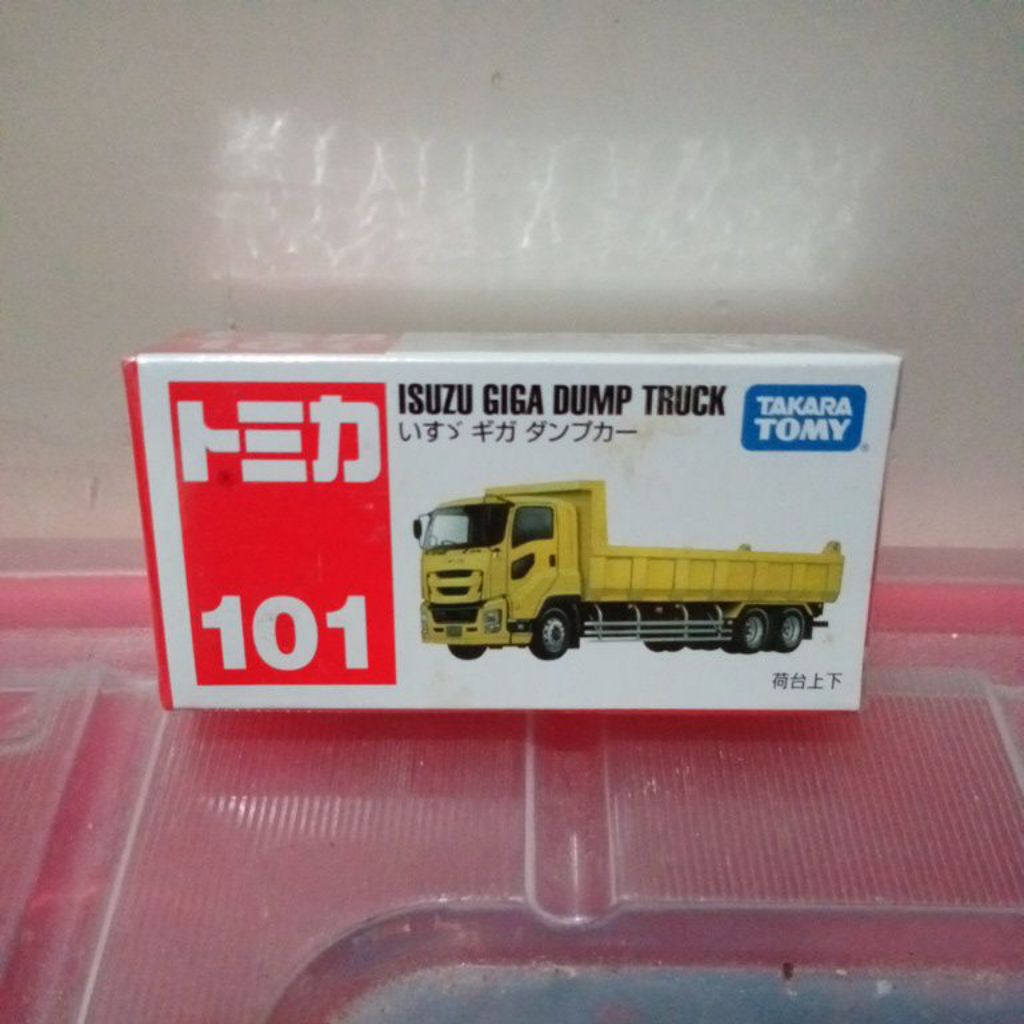 トミカ
101
ISUZU GIGA DUMP TRUCK
いすゞ ギガ ダンプカー
TAKARA
TOMY
®
荷台上下